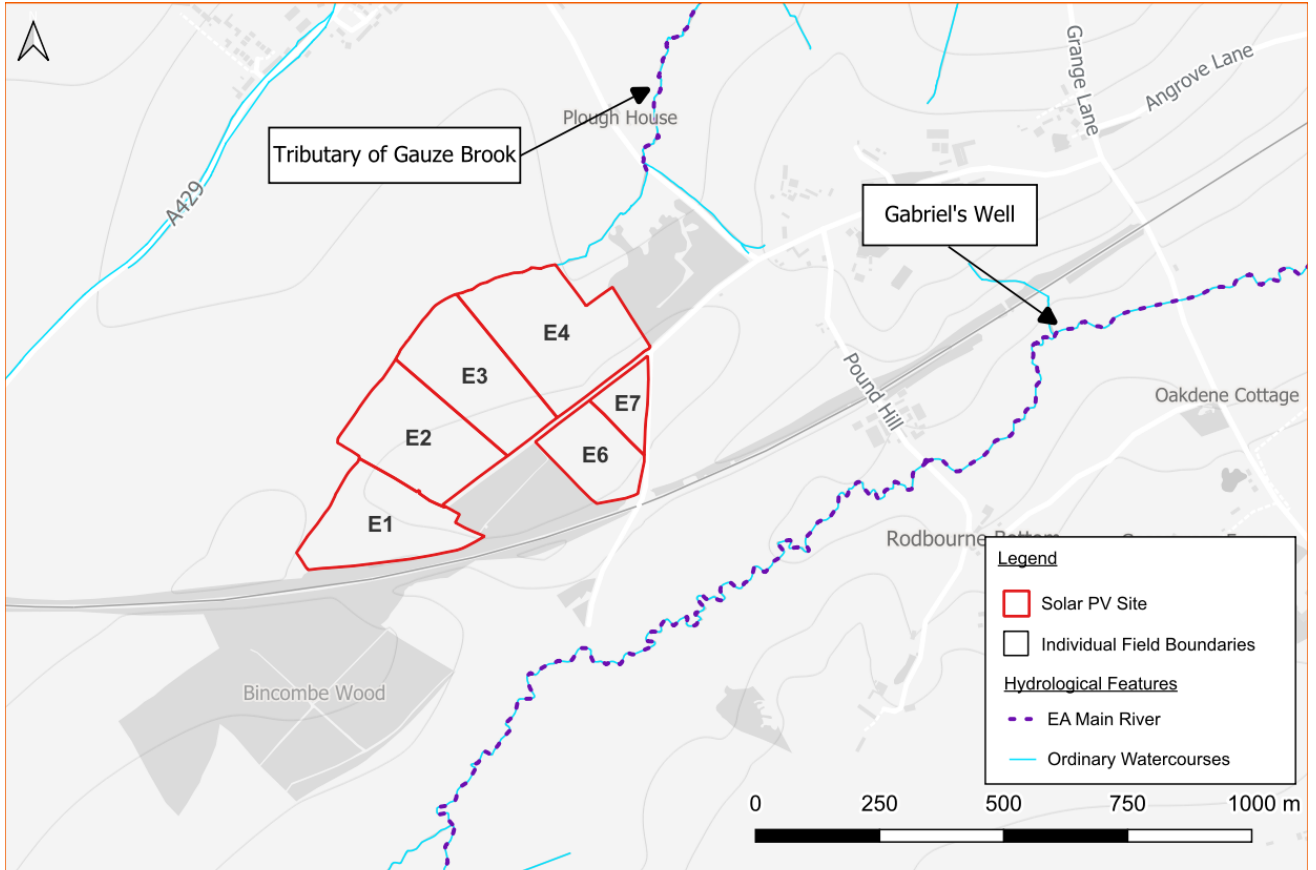 Grange Lane
Angrove Lane
Plough House
Tributary of Gauze Brook
A429
Gabriel's Well
E4
E3
E7
E2
E6
E1
Pound Hill
Oakdene Cottage
Rodbourne Bottom
Bincombe Wood
Legend
Solar PV Site
Individual Field Boundaries
Hydrological Features
EA Main River
Ordinary Watercourses
0 250 500 750 1000 m